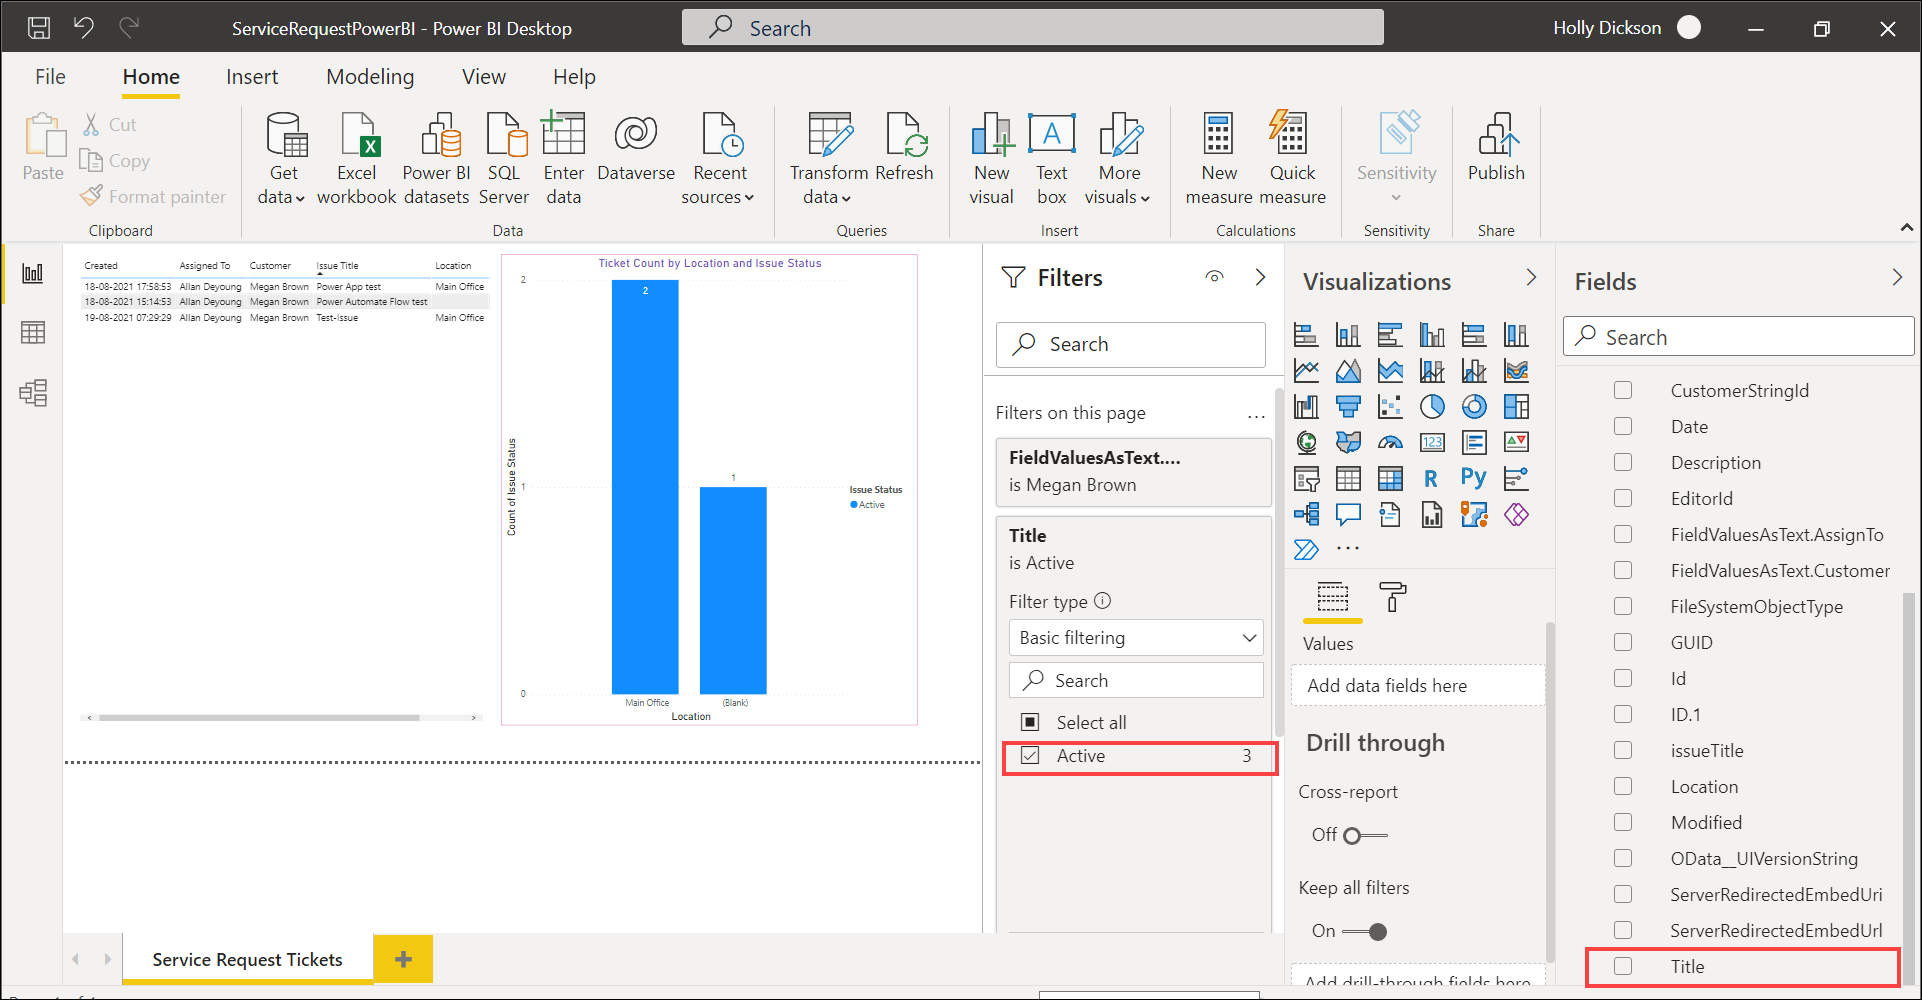 ServiceRequestPowerBI - Power BI Desktop
Search
Holly Dickson
File
Home
Insert
Modeling
View
Help
Paste
Cut
Copy
Format painter
Clipboard
Get data
Excel workbook
Power BI datasets
SQL Server
Enter data
Dataverse
Recent sources
Data
Transform data
Refresh
Queries
New visual
Text box
More visuals
Insert
New measure
Quick measure
Calculations
Sensitivity
Sensitivity
Publish
Share
Created Assigned To Customer Issue Title Location
18-08-2021 17:58:53 Allan Deyoung Megan Brown Power App test Main Office
18-08-2021 15:14:53 Allan Deyoung Megan Brown Power Automate Flow test
19-08-2021 07:29:29 Allan Deyoung Megan Brown Test-Issue Main Office
Ticket Count by Location and Issue Status
2
1
0
Count of Issue Status
2
1
Main Office
(Blank)
Location
Issue Status
Active
Filters
Search
Filters on this page
...
FieldValuesAsText....
is Megan Brown
Title
is Active
Filter type
Basic filtering
Search
Select all
Active 3
Visualizations
123
R
Py
...
Values
Add data fields here
Drill through
Cross-report
Off
Keep all filters
On
Add drill-through fields here
Fields
Search
CustomerStringId
Date
Description
EditorId
FieldValuesAsText.AssignTo
FieldValuesAsText.Customer
FileSystemObjectType
GUID
Id
ID.1
issueTitle
Location
Modified
OData__UIVersionString
ServerRedirectedEmbedUri
ServerRedirectedEmbedUrl
Title
Service Request Tickets
+